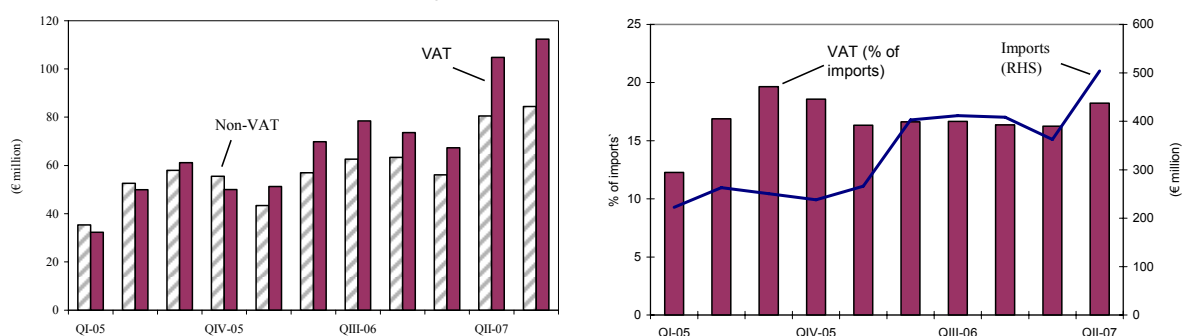 120
100
80
60
40
20
0
(€ million)
VAT
Non-VAT
QI-05
QIV-05
QIII-06
QII-07
25
20
15
10
5
0
% of imports`
VAT (% of
imports)
Imports
(RHS)
600
500
400
300
200
100
0
(€ million)
QI-05
QIV-05
QIII-06
QII-07